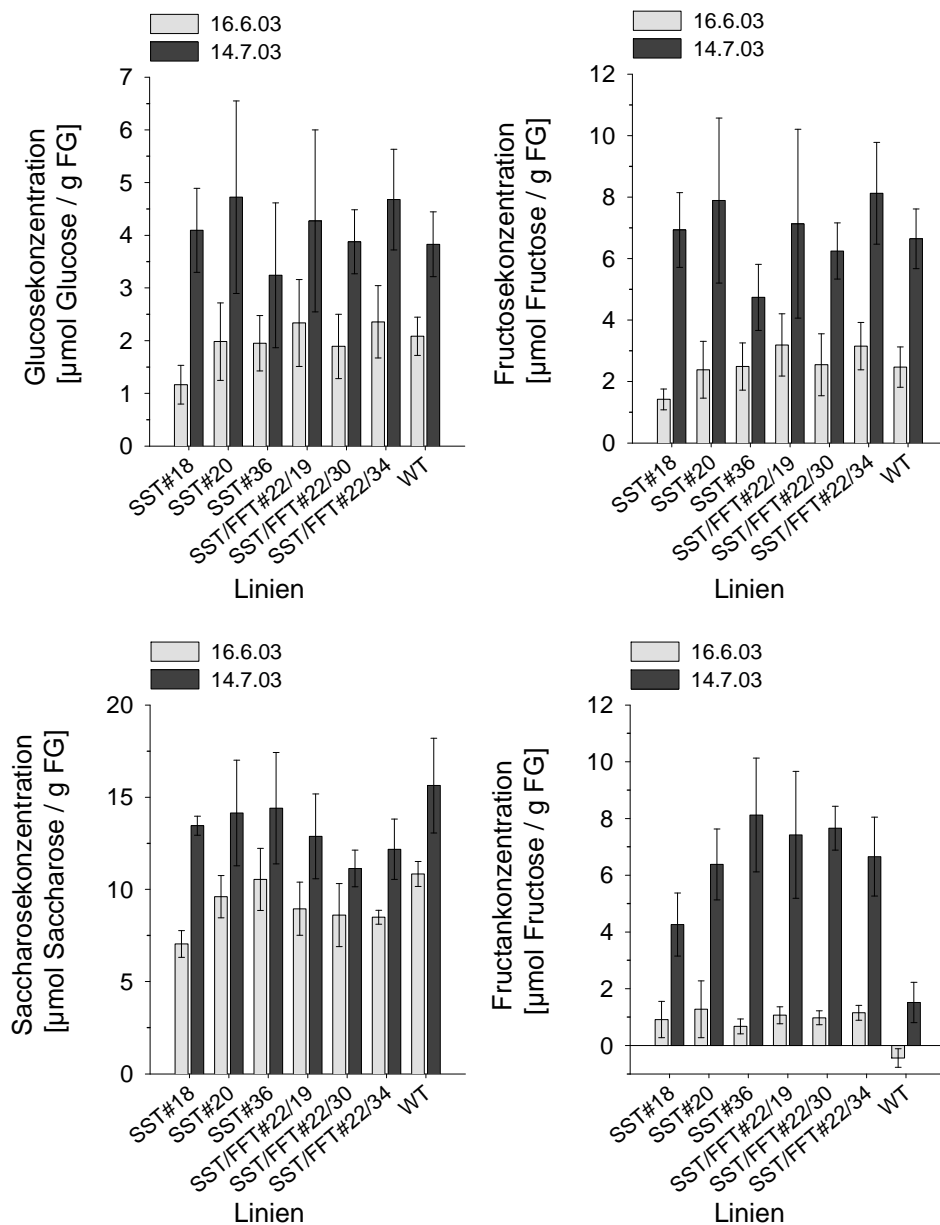 16.6.03
14.7.03
Glucosekonzentration
[µmol Glucose / g FG]
7
6
5
4
3
2
1
0
SST#18
SST#20
SST#36
SST/FFT#22/19
SST/FFT#22/30
SST/FFT#22/34
WT
Linien
16.6.03
14.7.03
Fructosekonzentration
[µmol Fructose / g FG]
12
10
8
6
4
2
0
SST#18
SST#20
SST#36
SST/FFT#22/19
SST/FFT#22/30
SST/FFT#22/34
WT
Linien
16.6.03
14.7.03
Saccharosekonzentration
[µmol Saccharose / g FG]
20
15
10
5
0
SST#18
SST#20
SST#36
SST/FFT#22/19
SST/FFT#22/30
SST/FFT#22/34
WT
Linien
16.6.03
14.7.03
Fructankonzentration
[µmol Fructose / g FG]
12
10
8
6
4
2
0
SST#18
SST#20
SST#36
SST/FFT#22/19
SST/FFT#22/30
SST/FFT#22/34
WT
Linien